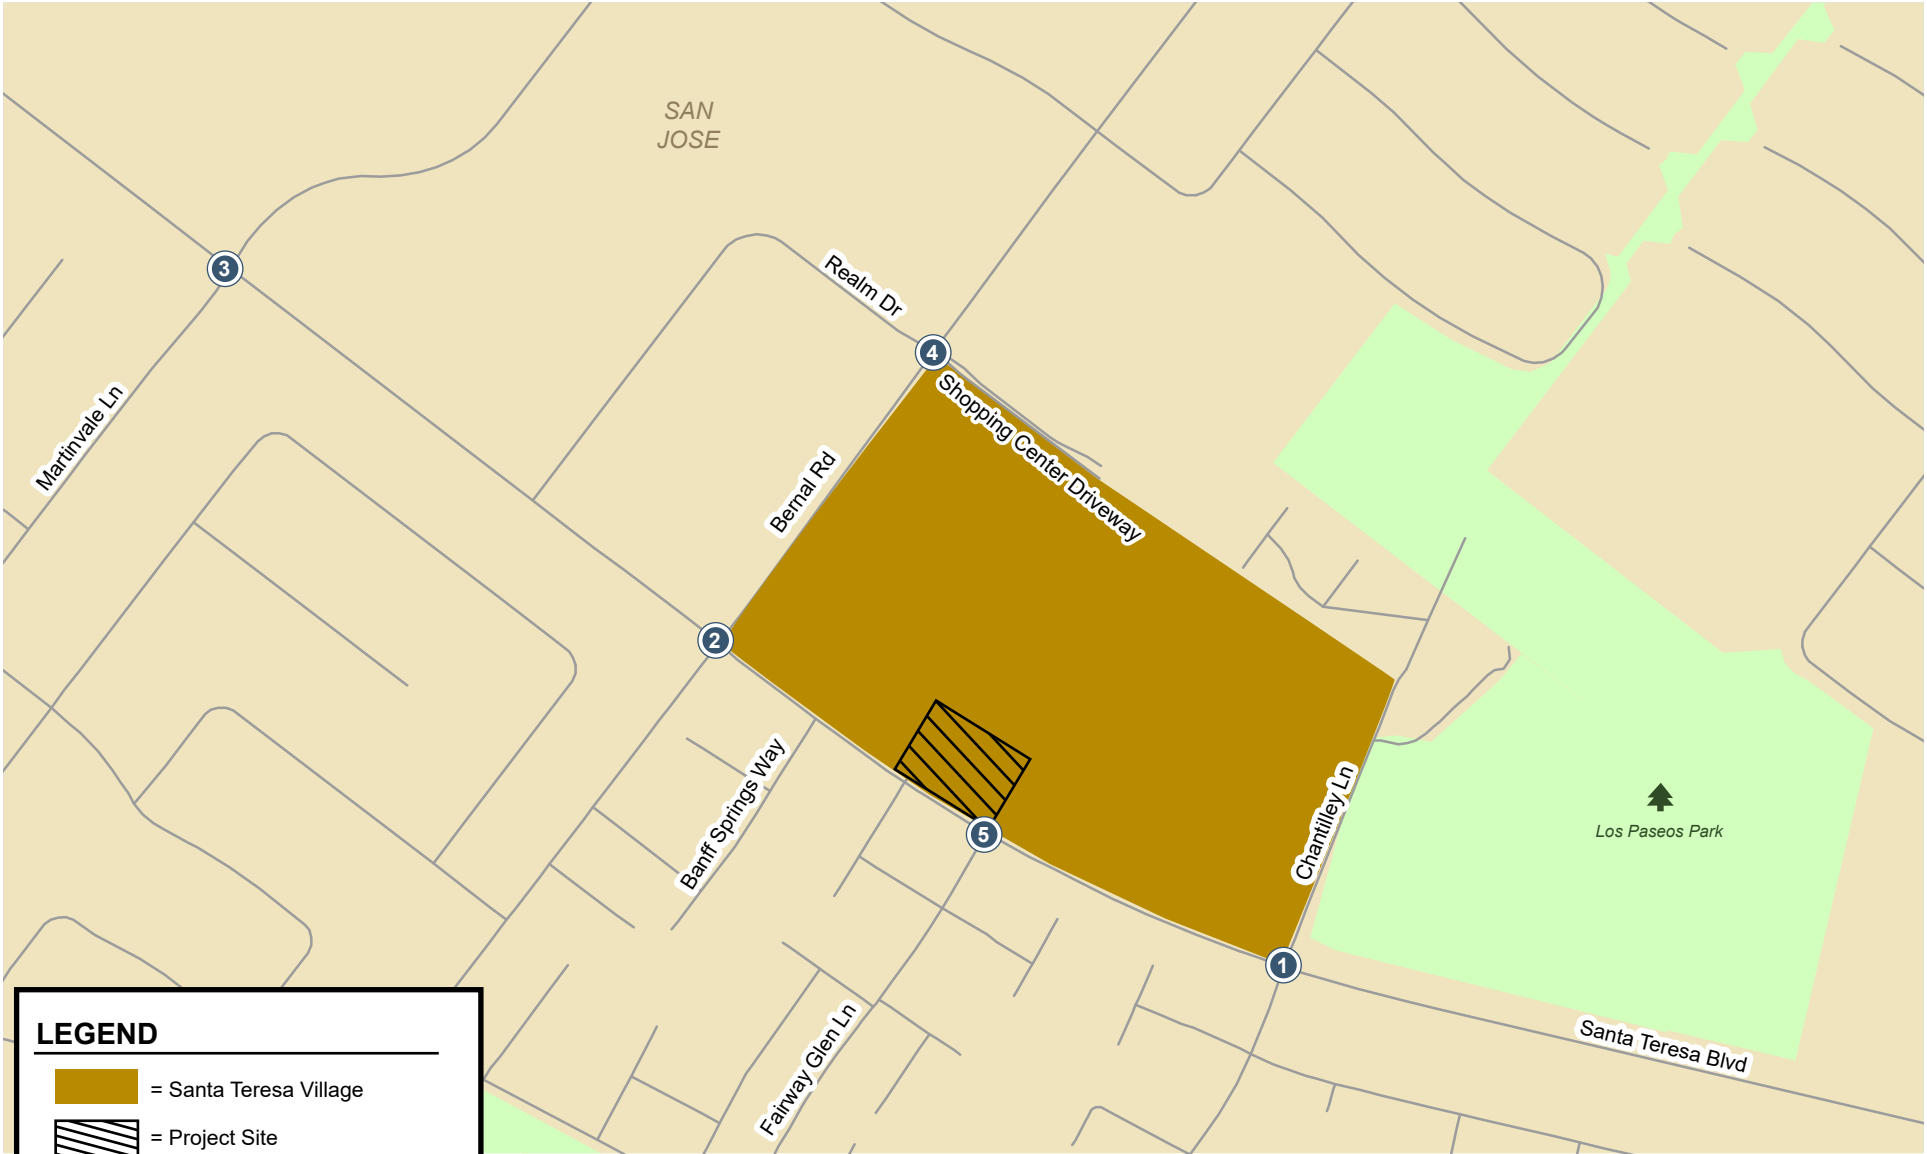 SAN
JOSE
3
Realm Dr
4
Shopping Center Driveway
Martinvale Ln
Bernal Rd
2
Banff Springs Way
5
Chantilley Ln
Los Paseos Park
1
Santa Teresa Blvd
Fairway Glen Ln
LEGEND
= Santa Teresa Village
= Project Site